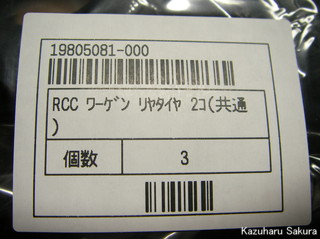 19805081-000
RCC ワーゲン リヤタイヤ 2コ(共通
)
個数 3
Kazuharu Sakura